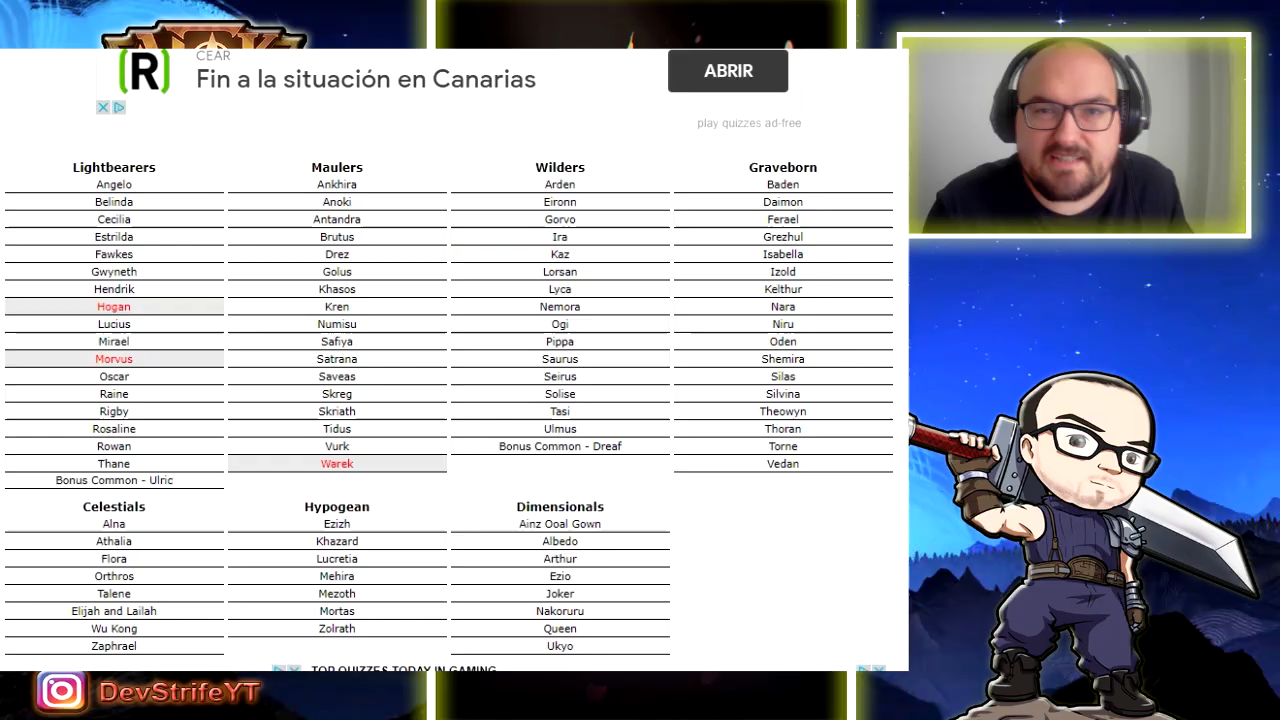 CEAR
(R)
Fin a la situación en Canarias
ABRIR
play quizzes ad-free
Lightbearers
Angelo
Belinda
Cecilia
Estrilda
Fawkes
Gwyneth
Hendrik
Hogan
Lucius
Mirael
Morvus
Oscar
Raine
Rigby
Rosaline
Rowan
Thane
Bonus Common - Ulric
Maulers
Ankhira
Anoki
Antandra
Brutus
Drez
Golus
Khasos
Kren
Numisu
Safiya
Satrana
Saveas
Skreg
Skriath
Tidus
Vurk
Warek
Wilders
Arden
Eironn
Gorvo
Ira
Kaz
Lorsan
Lyca
Nemora
Ogi
Pippa
Saurus
Seirus
Solise
Tasi
Ulmus
Bonus Common - Dreaf
Graveborn
Baden
Daimon
Ferael
Grezhul
Isabella
Izold
Kelthur
Nara
Niru
Oden
Shemira
Silas
Silvina
Theowyn
Thoran
Torne
Vedan
Celestials
Alna
Athalia
Flora
Orthros
Talene
Elijah and Lailah
Wu Kong
Zaphrael
Hypogean
Ezizh
Khazard
Lucretia
Mehira
Mezoth
Mortas
Zolrath
Dimensionals
Ainz Ooal Gown
Albedo
Arthur
Ezio
Joker
Nakoruru
Queen
Ukyo
TOP QUIZZES TODAY IN GAMING
DevStrifeYT